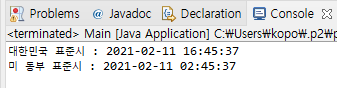 Problems @ Javadoc Declaration Console
<terminated> Main [Java Application] C:₩Users₩kopo₩.p2₩p
대한민국 표준시 : 2021-02-11 16:45:37
미 동부 표준시 : 2021-02-11 02:45:37